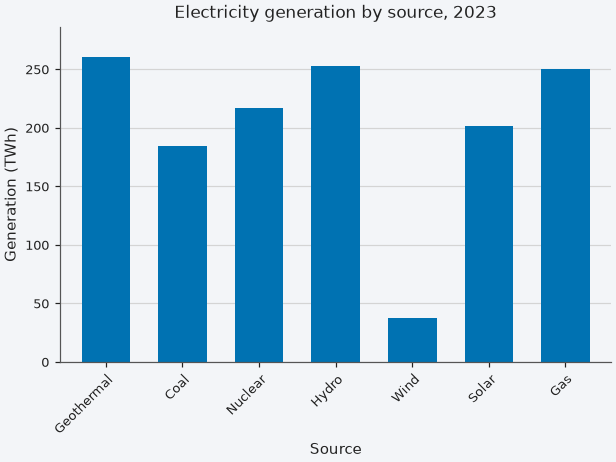 Electricity generation by source, 2023
Generation (TWh)
250
200
150
100
50
0
Geothermal
Coal
Nuclear
Hydro
Wind
Solar
Gas
Source